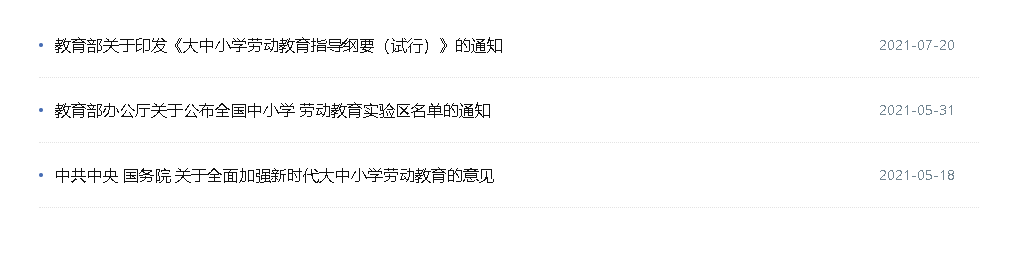 • 教育部关于印发《大中小学劳动教育指导纲要（试行）》的通知 2021-07-20
• 教育部办公厅关于公布全国中小学 劳动教育实验区名单的通知 2021-05-31
• 中共中央 国务院 关于全面加强新时代大中小学劳动教育的意见 2021-05-18